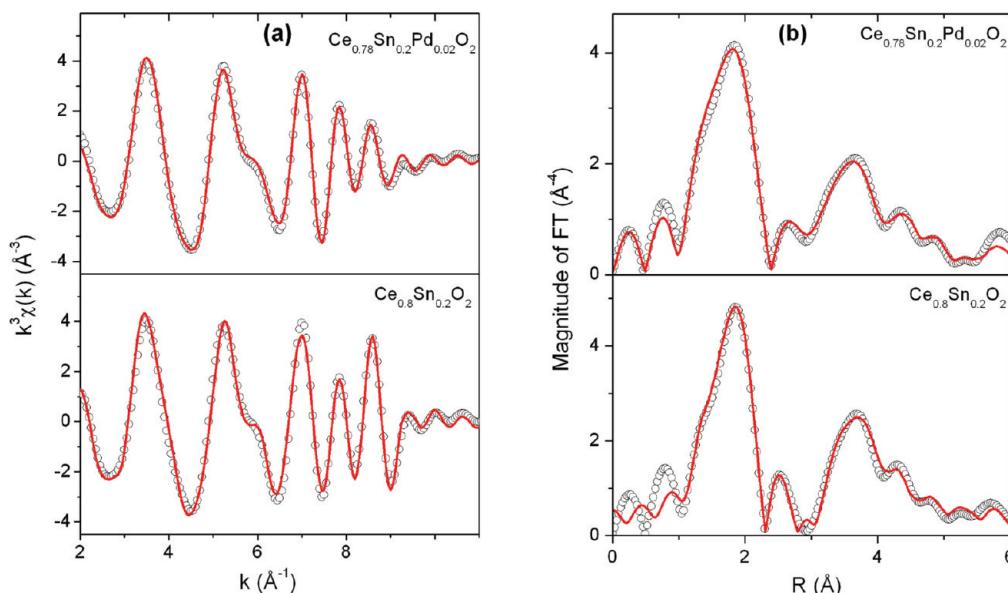 (a)
Ce0.78Sn0.2Pd0.02O2
4
2
0
-2
-4
k3χ(k) (Å-3)
Ce0.8Sn0.2O2
4
2
0
-2
-4
2 4 6 8
k (Å-1)
(b)
Ce0.78Sn0.2Pd0.02O2
4
2
0
Magnitude of FT (Å-4)
Ce0.8Sn0.2O2
4
2
0
0 2 4 6
R (Å)